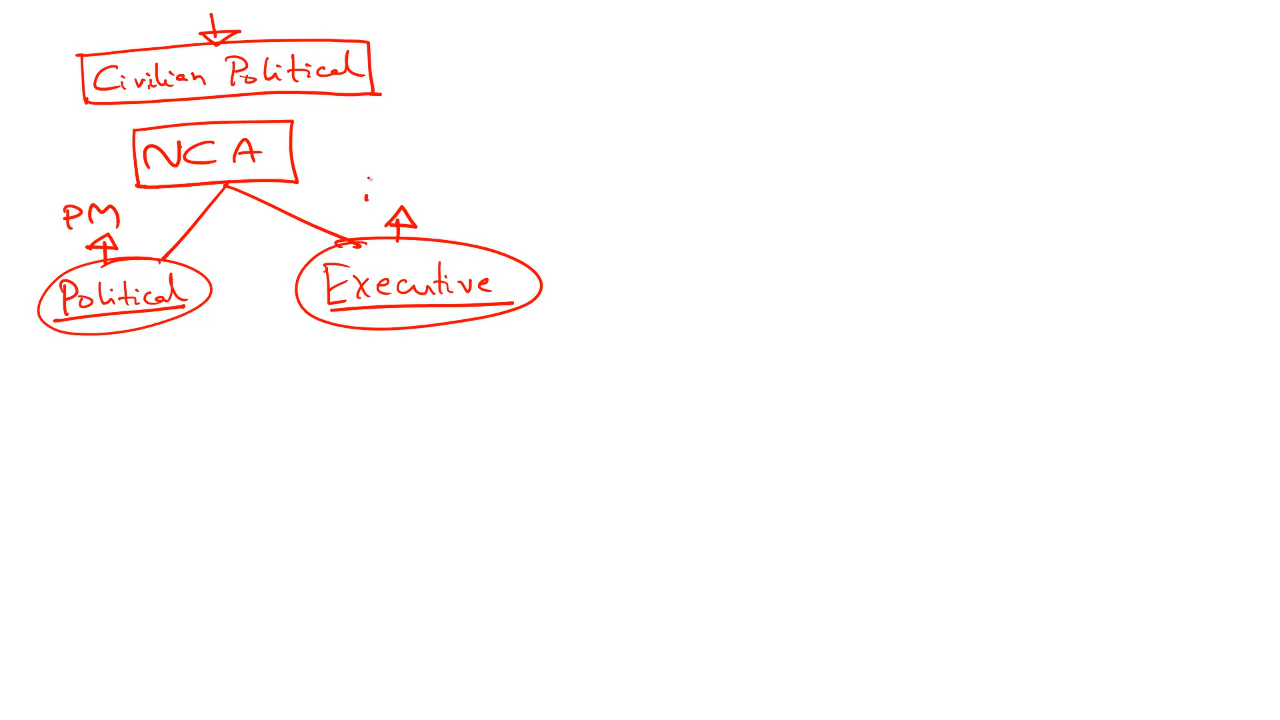 Civilian Political
NCA
PM
Political
Executive